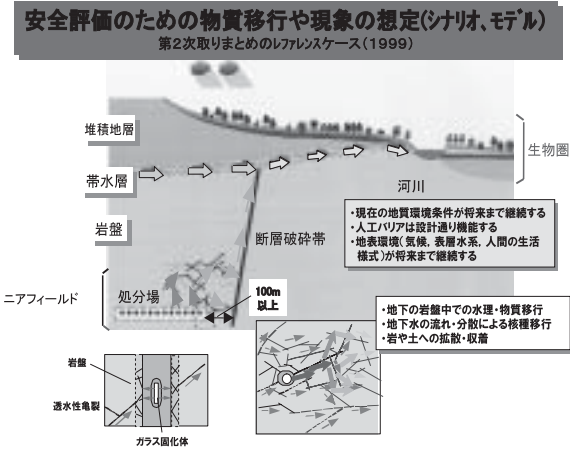 安全評価のための物質移行や現象の想定(シナリオ、モデル)
第2次取りまとめのレファレンスケース(1999)
堆積地層
生物圏
帯水層
河川
・現在の地質環境条件が将来まで継続する
・人工バリアは設計通り機能する
・地表環境(気候, 表層水系, 人間の生活
様式)が将来まで継続する
岩盤
断層破砕帯
ニアフィールド
処分場
100m
以上
・地下の岩盤中での水理・物質移行
・地下水の流れ・分散による核種移行
・岩や土への拡散・収着
岩盤
透水性亀裂
ガラス固化体